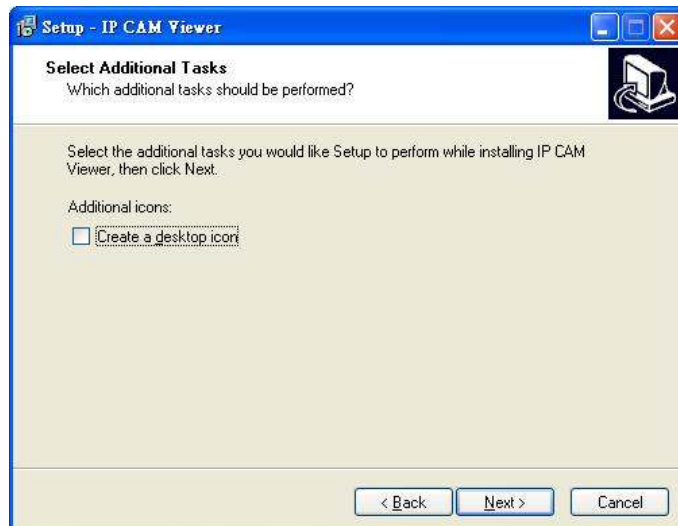 Setup - IP CAM Viewer
Select Additional Tasks
Which additional tasks should be performed?
Select the additional tasks you would like Setup to perform while installing IP CAM
Viewer, then click Next.
Additional icons:
Create a desktop icon
< Back
Next >
Cancel